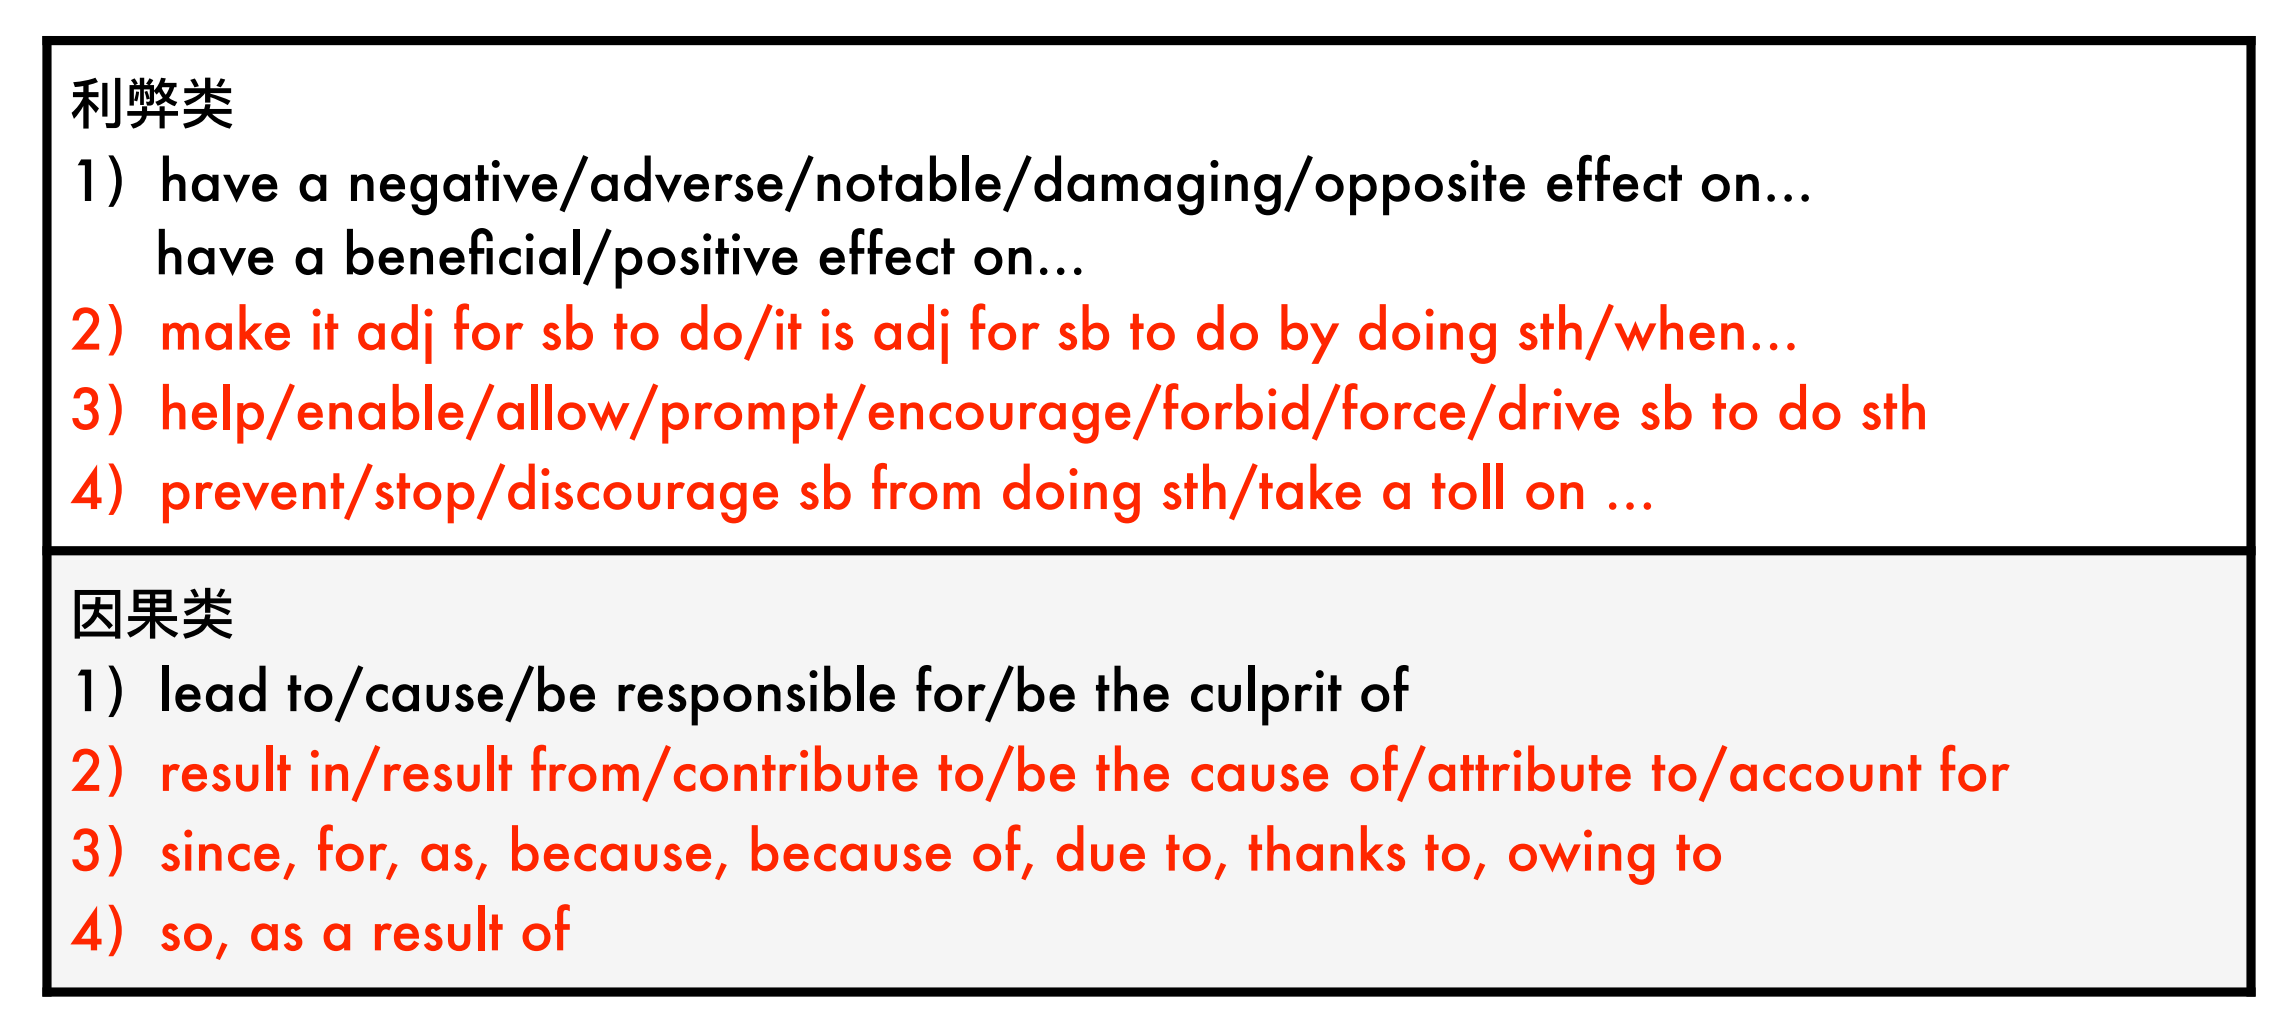 利弊类
1) have a negative/adverse/notable/damaging/opposite effect on...
have a beneficial/positive effect on...
2) make it adj for sb to do/it is adj for sb to do by doing sth/when...
3) help/enable/allow/prompt/encourage/forbid/force/drive sb to do sth
4) prevent/stop/discourage sb from doing sth/take a toll on ...
因果类
1) lead to/cause/be responsible for/be the culprit of
2) result in/result from/contribute to/be the cause of/attribute to/account for
3) since, for, as, because, because of, due to, thanks to, owing to
4) so, as a result of